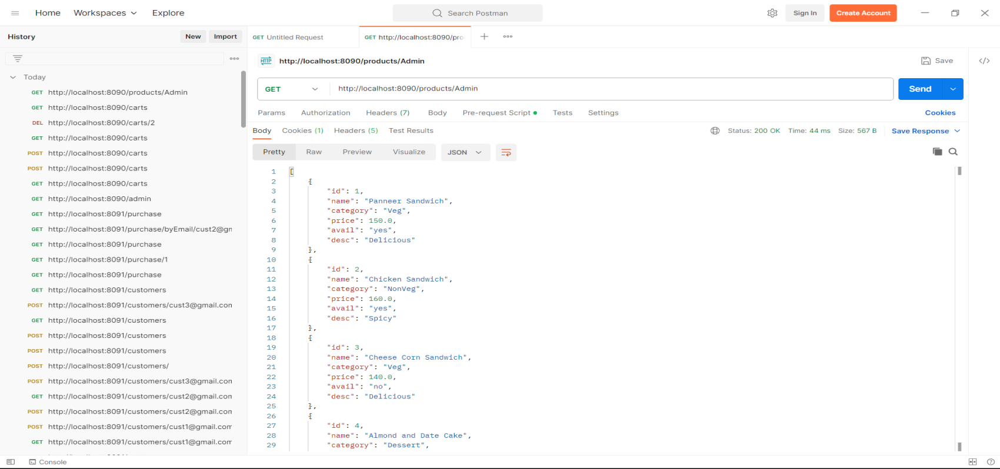 Home Workspaces Explore Search Postman Sign In Create Account
History New Import GET Untitled Request GET http://localhost:8090/pro
HTTP http://localhost:8090/products/Admin Save </>
Today
GET http://localhost:8090/products/Admin
GET http://localhost:8090/carts
DEL http://localhost:8090/carts/2
GET http://localhost:8090/carts
POST http://localhost:8090/carts
POST http://localhost:8090/carts
GET http://localhost:8090/carts
GET http://localhost:8090/admin
GET http://localhost:8091/purchase
GET http://localhost:8091/purchase/byEmail/cust2@gn
GET http://localhost:8091/purchase
GET http://localhost:8091/purchase/1
GET http://localhost:8091/purchase
GET http://localhost:8091/customers
POST http://localhost:8091/customers/cust3@gmail.con
GET http://localhost:8091/customers
POST http://localhost:8091/customers
POST http://localhost:8091/customers
POST http://localhost:8091/customers/
POST http://localhost:8091/customers/cust3@gmail.con
GET http://localhost:8091/customers/cust2@gmail.con
POST http://localhost:8091/customers/cust2@gmail.con
POST http://localhost:8091/customers/cust1@gmail.com
GET http://localhost:8091/customers/cust1@gmail.com
GET http://localhost:8090/products/Admin Send
Params Authorization Headers (7) Body Pre-request Script Tests Settings Cookies
Body Cookies (1) Headers (5) Test Results Status: 200 OK Time: 44 ms Size: 567 B Save Response
Pretty Raw Preview Visualize JSON
1 [
2 {
3 "id": 1,
4 "name": "Panneer Sandwich",
5 "category": "Veg",
6 "price": 150.0,
7 "avail": "yes",
8 "desc": "Delicious"
9 },
10 {
11 "id": 2,
12 "name": "Chicken Sandwich",
13 "category": "NonVeg",
14 "price": 160.0,
15 "avail": "yes",
16 "desc": "Spicy"
17 },
18 {
19 "id": 3,
20 "name": "Cheese Corn Sandwich",
21 "category": "Veg",
22 "price": 140.0,
23 "avail": "no",
24 "desc": "Delicious"
25 },
26 {
27 "id": 4,
28 "name": "Almond and Date Cake",
29 "category": "Dessert",
Console